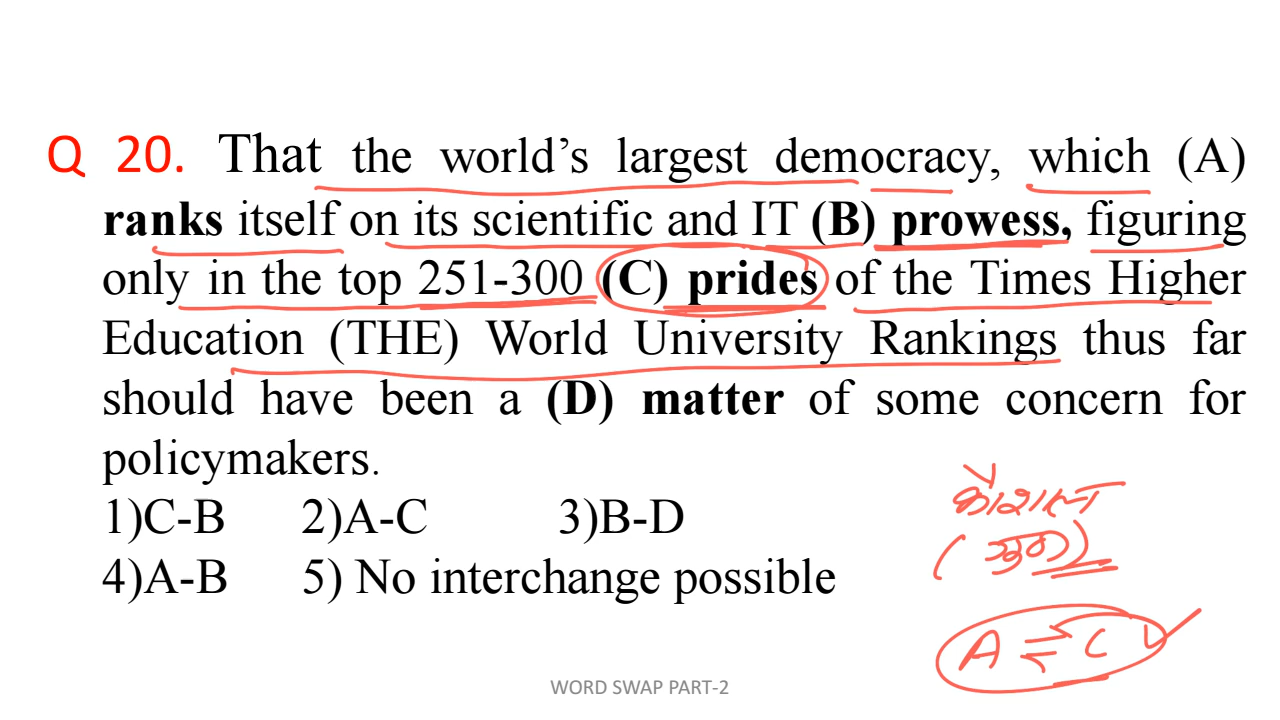 Q 20. That the world’s largest democracy, which (A)
ranks itself on its scientific and IT (B) prowess, figuring
only in the top 251-300 (C) prides of the Times Higher
Education (THE) World University Rankings thus far
should have been a (D) matter of some concern for
policymakers.
1)C-B 2)A-C 3)B-D
कौशल
4)A-B 5) No interchange possible
A ⇌ C ✓
WORD SWAP PART-2